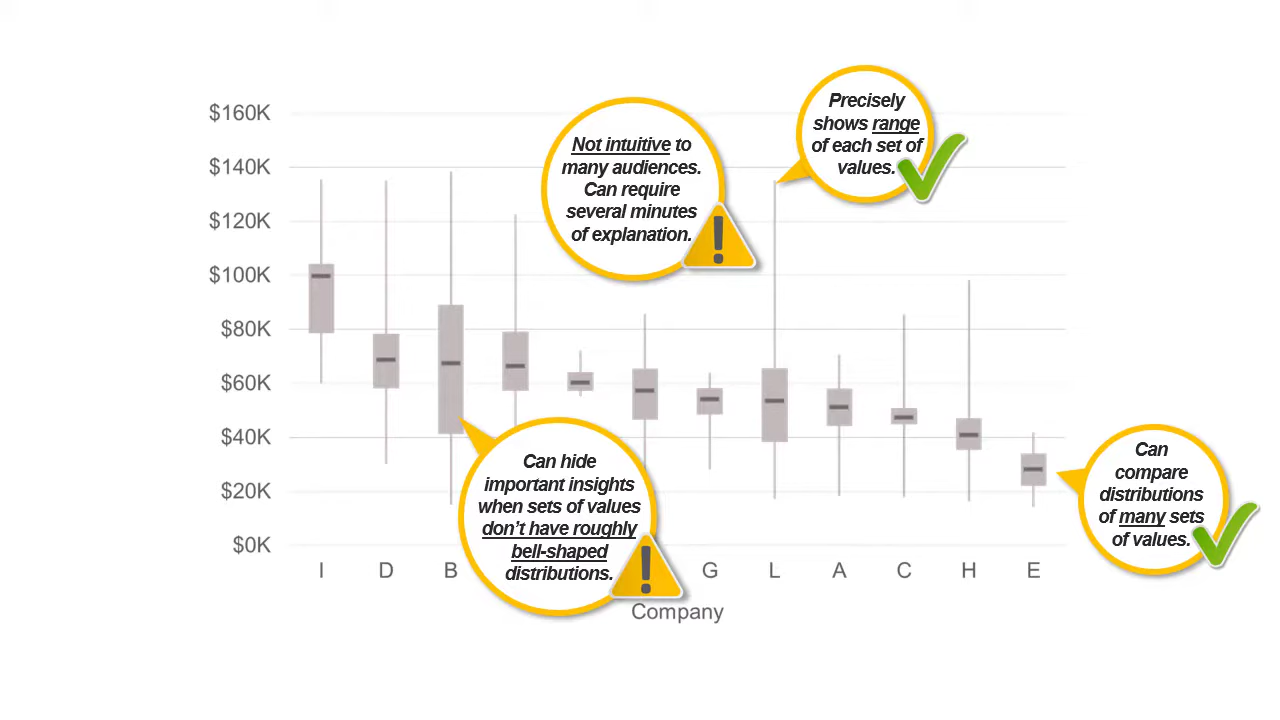 Precisely
shows range
of each set of
values.
Not intuitive to
many audiences.
Can require
several minutes
of explanation.
$160K
$140K
$120K
$100K
$80K
$60K
$40K
$20K
$0K
Can hide
important insights
when sets of values
don't have roughly
bell-shaped
distributions.
Can
compare
distributions
of many sets
of values.
I D B G L A C H E
Company